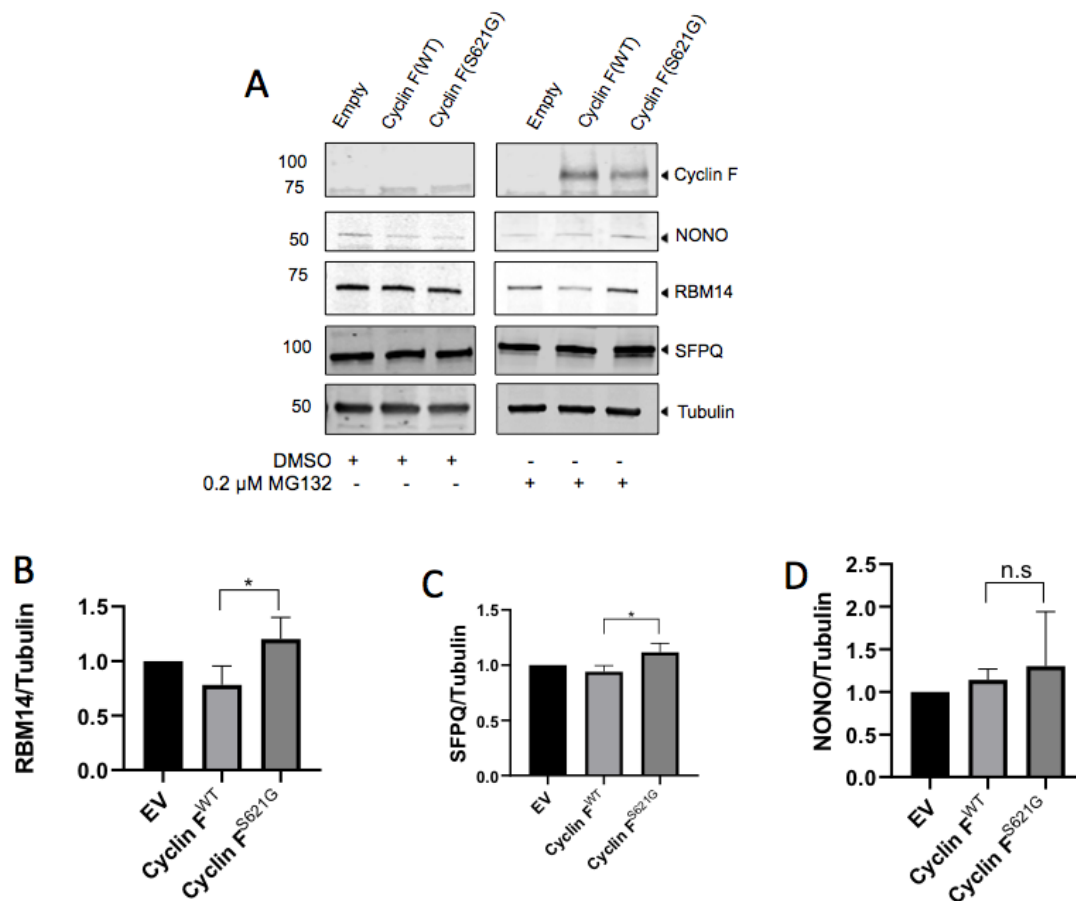 A
Empty Cyclin F(WT) Cyclin F(S621G) Empty Cyclin F(WT) Cyclin F(S621G)
100
75
Cyclin F
50
NONO
75
RBM14
100
SFPQ
50
Tubulin
DMSO + + + - - -
0.2 µM MG132 - - - + + +
B
RBM14/Tubulin
1.5
1.0
0.5
0.0
*
EV Cyclin F^WT Cyclin F^S621G
C
SFPQ/Tubulin
1.5
1.0
0.5
0.0
*
EV Cyclin F^WT Cyclin F^S621G
D
NONO/Tubulin
2.5
2.0
1.5
1.0
0.5
0.0
n.s
EV Cyclin F^WT Cyclin F^S621G